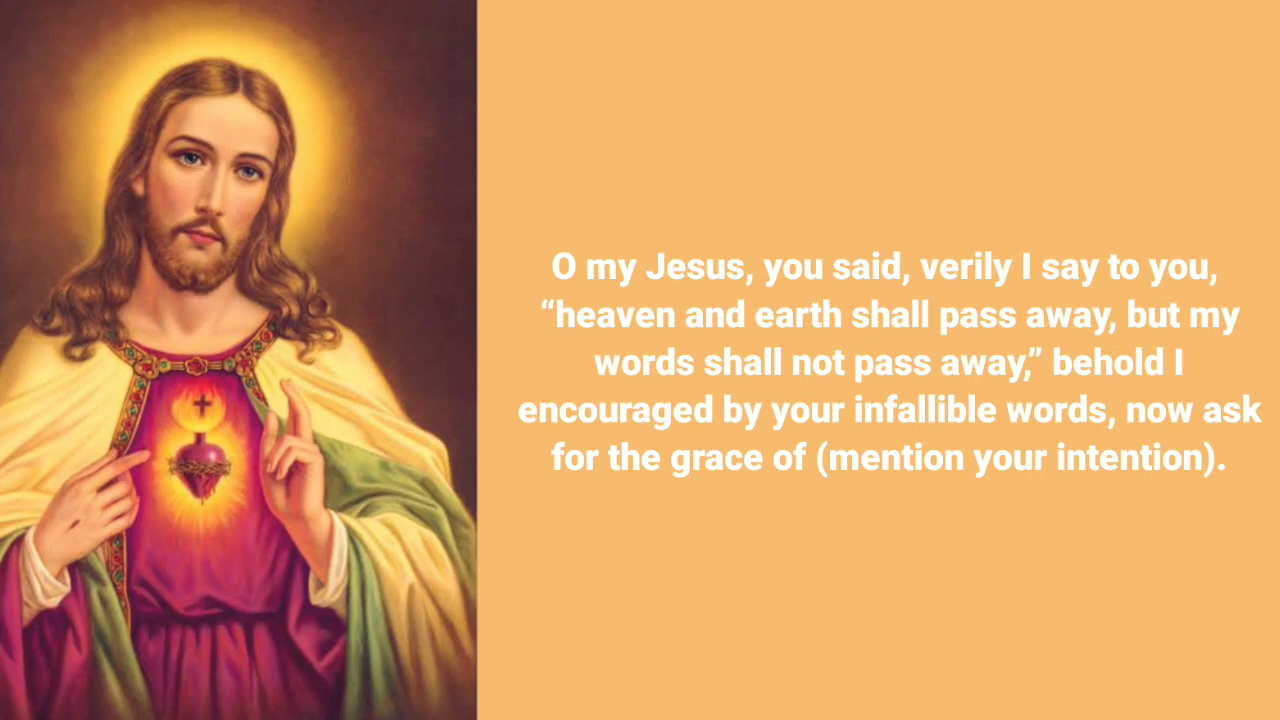 O my Jesus, you said, verily I say to you,
“heaven and earth shall pass away, but my
words shall not pass away,” behold I
encouraged by your infallible words, now ask
for the grace of (mention your intention).